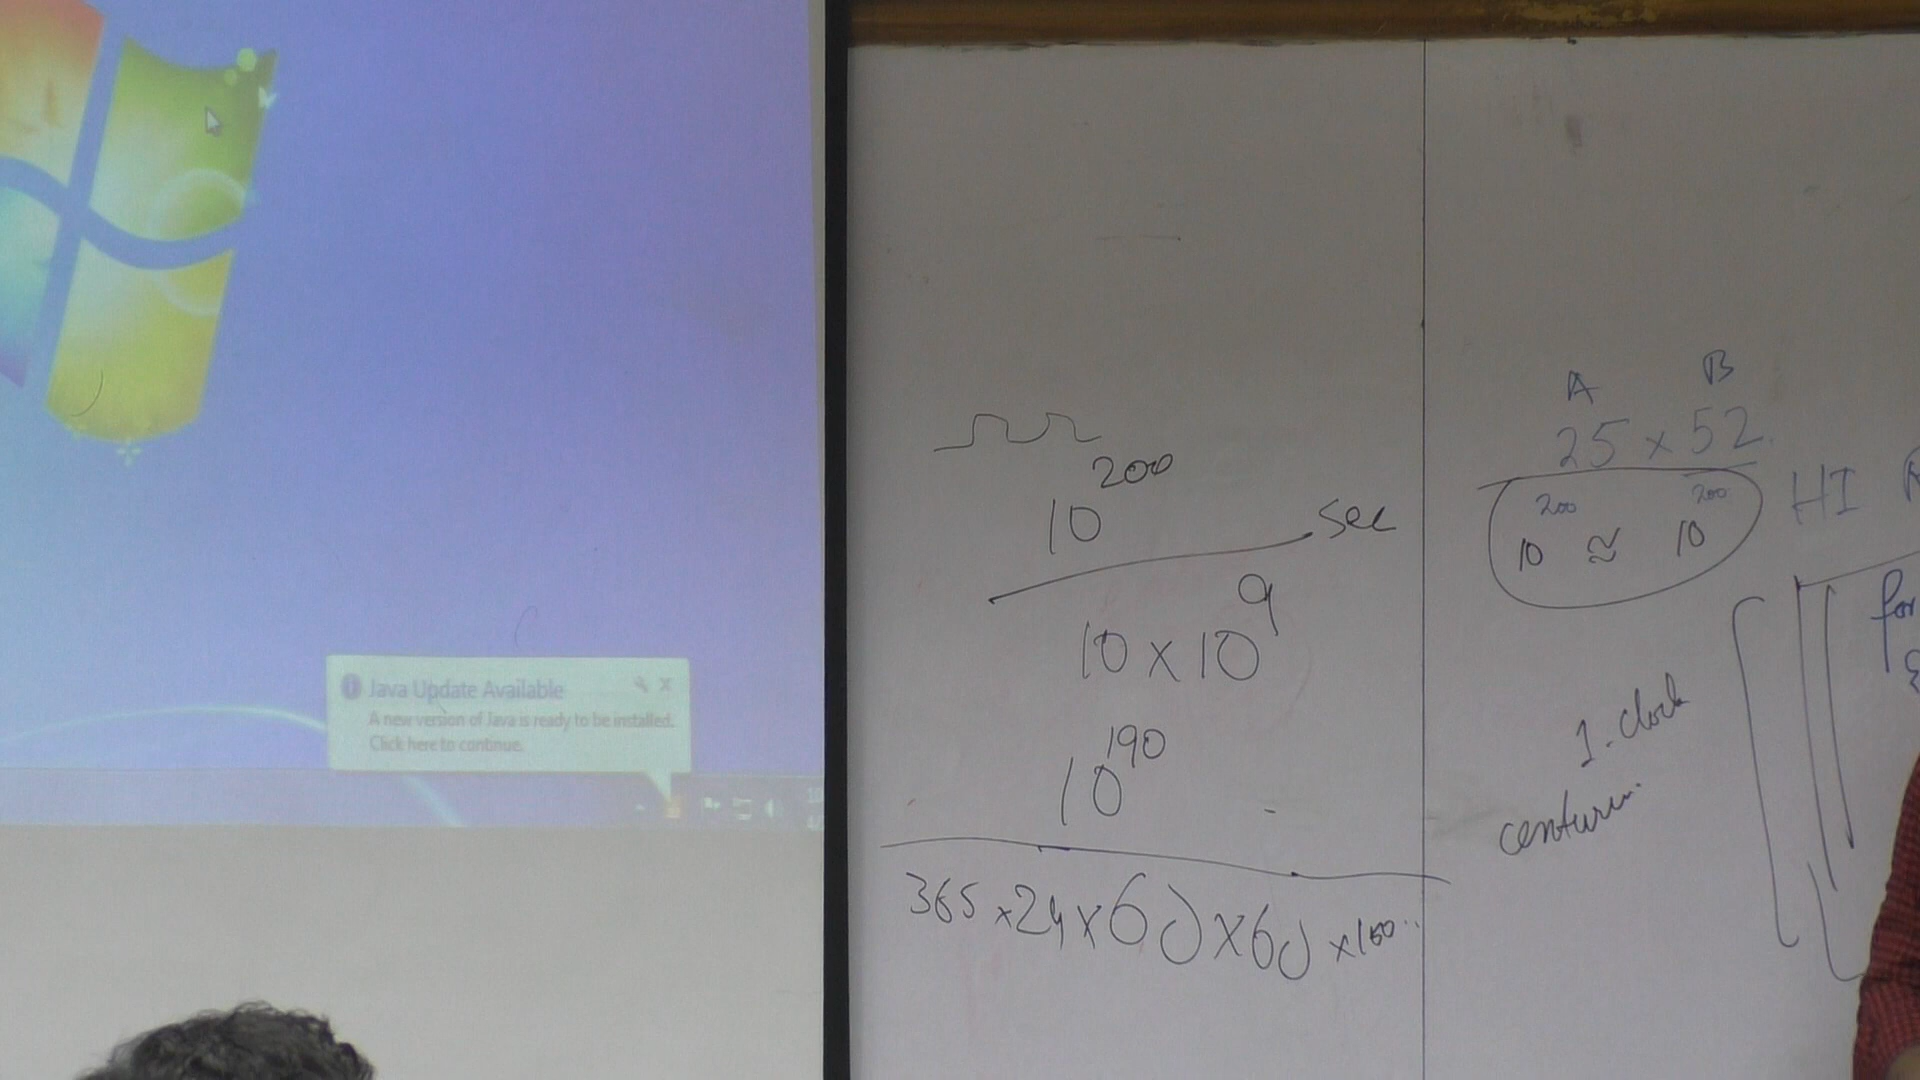 Java Update Available
A new version of Java is ready to be installed.
Click here to continue.
10^200
sec
10 x 10^9
10^190
365 x 24 x 60 x 60 x 100..
A B
25 x 52
10^200 ≅ 10^200
HI
for
1. clock